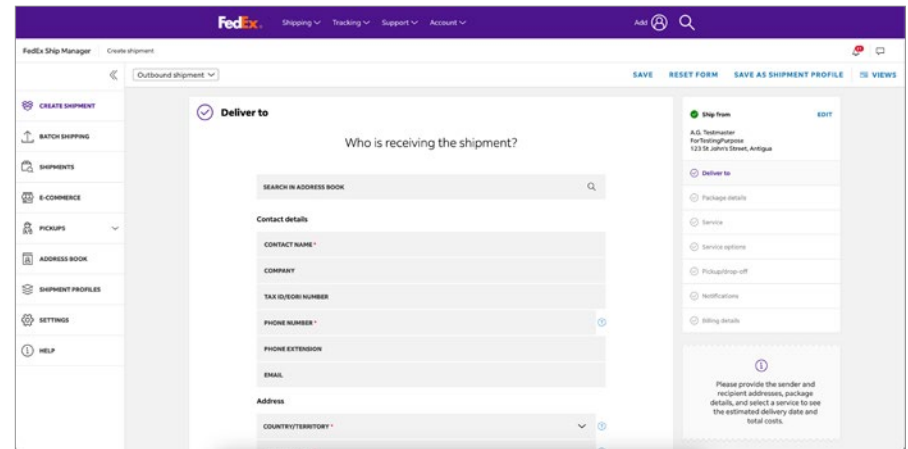 FedEx. Shipping Tracking Support Account Add
FedEx Ship Manager Create shipment
Outbound shipment SAVE RESET FORM SAVE AS SHIPMENT PROFILE VIEWS
CREATE SHIPMENT
BATCH SHIPPING
SHIPMENTS
E-COMMERCE
PICKUPS
ADDRESS BOOK
SHIPMENT PROFILES
SETTINGS
HELP
Deliver to
Who is receiving the shipment?
SEARCH IN ADDRESS BOOK
Contact details
CONTACT NAME *
COMPANY
TAX ID/EORI NUMBER
PHONE NUMBER *
PHONE EXTENSION
EMAIL
Address
COUNTRY/TERRITORY *
Ship from EDIT
A.G. Testmaster
ForTestingPurpose
123 St John's Street, Antigua
Deliver to
Package details
Service
Service options
Pickup/drop-off
Notifications
Billing details
Please provide the sender and
recipient addresses, package
details, and select a service to see
the estimated delivery date and
total costs.